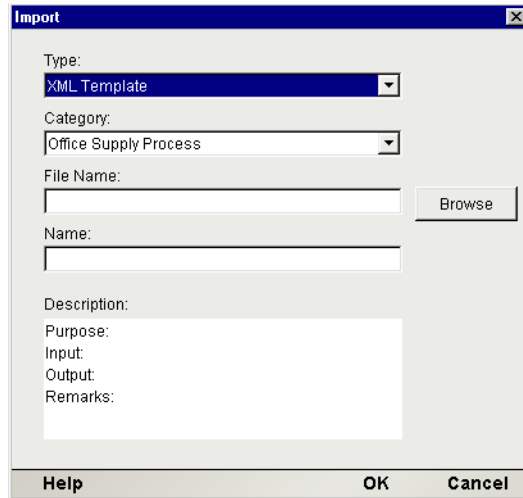 Import
Type:
XML Template
Category:
Office Supply Process
File Name:
Browse
Name:
Description:
Purpose:
Input:
Output:
Remarks:
Help OK Cancel